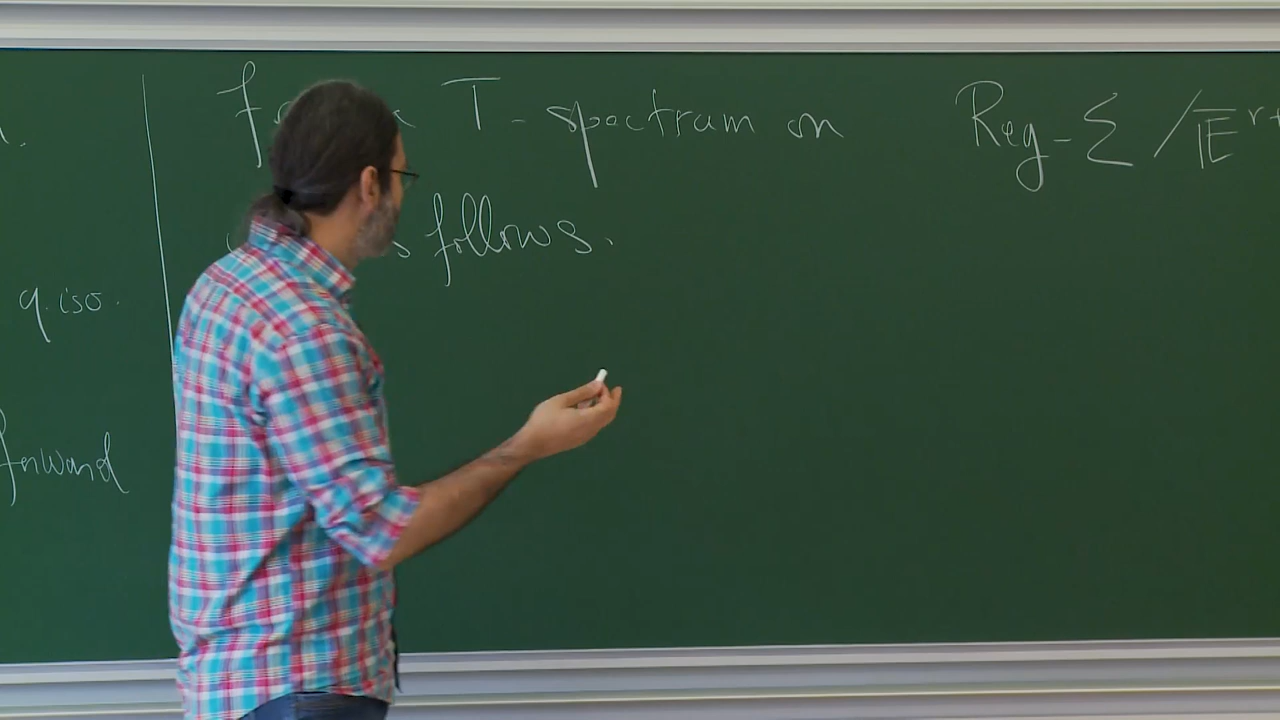 q. iso.
forward
T-spectrum on Reg-Σ/𝔼^{r+
follows.